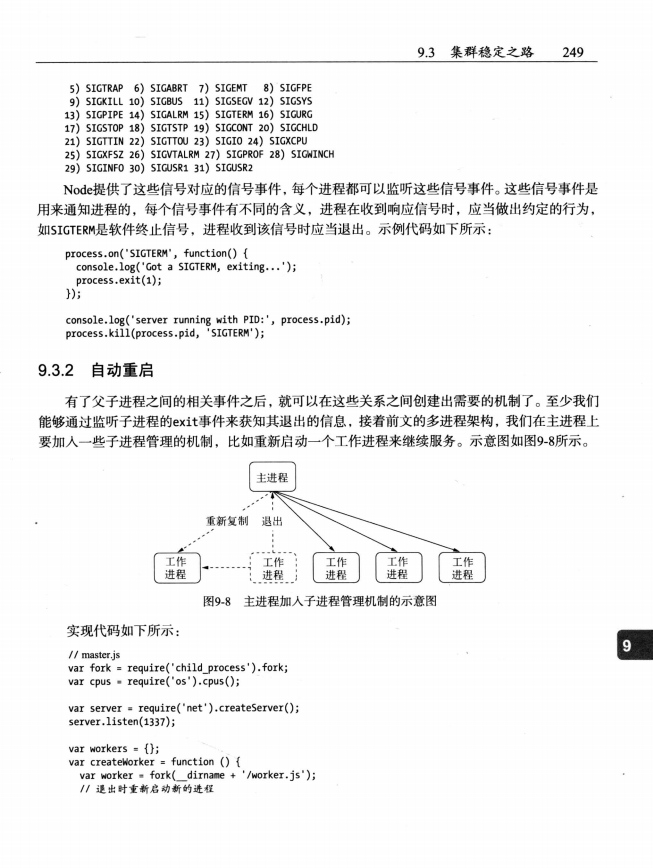 9.3 集群稳定之路 249
5) SIGTRAP 6) SIGABRT 7) SIGEMT 8) SIGFPE
9) SIGKILL 10) SIGBUS 11) SIGSEGV 12) SIGSYS
13) SIGPIPE 14) SIGALRM 15) SIGTERM 16) SIGURG
17) SIGSTOP 18) SIGTSTP 19) SIGCONT 20) SIGCHLD
21) SIGTTIN 22) SIGTTOU 23) SIGIO 24) SIGXCPU
25) SIGXFSZ 26) SIGVTALRM 27) SIGPROF 28) SIGWINCH
29) SIGINFO 30) SIGUSR1 31) SIGUSR2
Node提供了这些信号对应的信号事件，每个进程都可以监听这些信号事件。这些信号事件是
用来通知进程的，每个信号事件有不同的含义，进程在收到响应信号时，应当做出约定的行为，
如SIGTERM是软件终止信号，进程收到该信号时应当退出。示例代码如下所示：
process.on('SIGTERM', function() {
console.log('Got a SIGTERM, exiting...');
process.exit(1);
});
console.log('server running with PID:', process.pid);
process.kill(process.pid, 'SIGTERM');
9.3.2 自动重启
有了父子进程之间的相关事件之后，就可以在这些关系之间创建出需要的机制了。至少我们
能够通过监听子进程的exit事件来获知其退出的信息，接着前文的多进程架构，我们在主进程上
要加入一些子进程管理的机制，比如重新启动一个工作进程来继续服务。示意图如图9-8所示。
主进程
重新复制 退出
工作 工作 工作 工作 工作
进程 进程 进程 进程 进程
图9-8 主进程加入子进程管理机制的示意图
实现代码如下所示：
9
// master.js
var fork = require('child_process').fork;
var cpus = require('os').cpus();
var server = require('net').createServer();
server.listen(1337);
var workers = {};
var createWorker = function () {
var worker = fork(__dirname + '/worker.js');
// 退出时重新启动新的进程